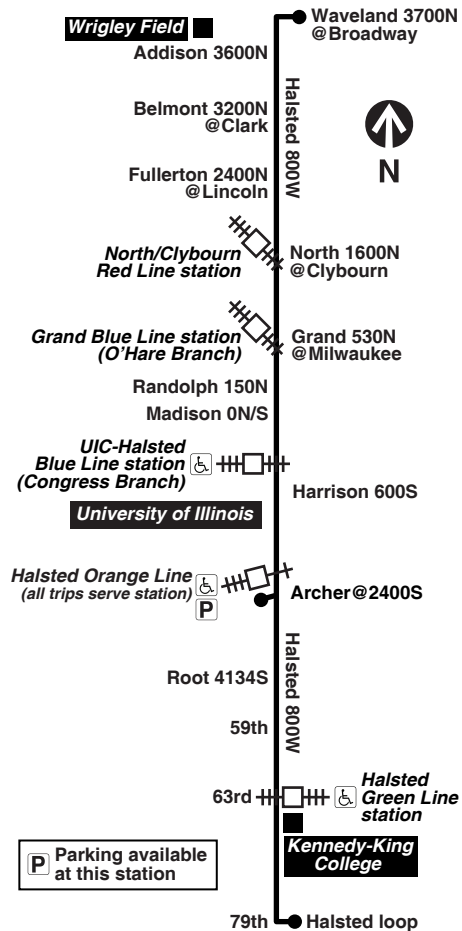 Wrigley Field
Waveland 3700N
@Broadway
Addison 3600N
Halsted 800W
Belmont 3200N
@Clark
N
Fullerton 2400N
@Lincoln
North/Clybourn
Red Line station
North 1600N
@Clybourn
Grand Blue Line station
(O'Hare Branch)
Grand 530N
@Milwaukee
Randolph 150N
Madison 0N/S
UIC-Halsted
Blue Line station
(Congress Branch)
Harrison 600S
University of Illinois
Halsted Orange Line
(all trips serve station)
P
Archer@2400S
Halsted 800W
Root 4134S
59th
63rd
Halsted
Green Line
station
Kennedy-King
College
P Parking available
at this station
79th
Halsted loop